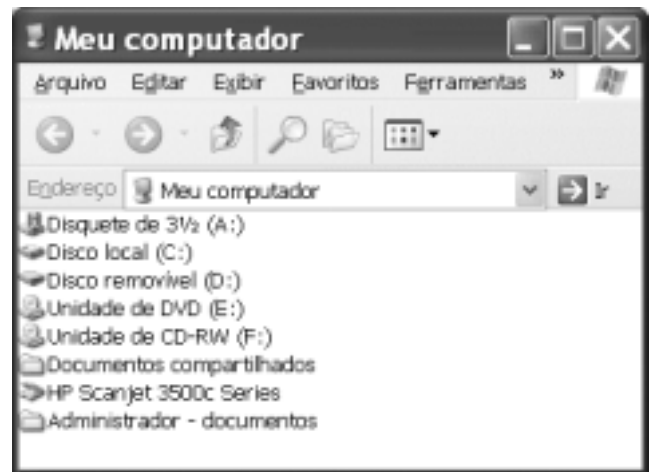 Meu computador
Arquivo Editar Exibir Favoritos Ferramentas »
Endereço Meu computador Ir
Disquete de 3½ (A:)
Disco local (C:)
Disco removível (D:)
Unidade de DVD (E:)
Unidade de CD-RW (F:)
Documentos compartilhados
HP Scanjet 3500c Series
Administrador - documentos